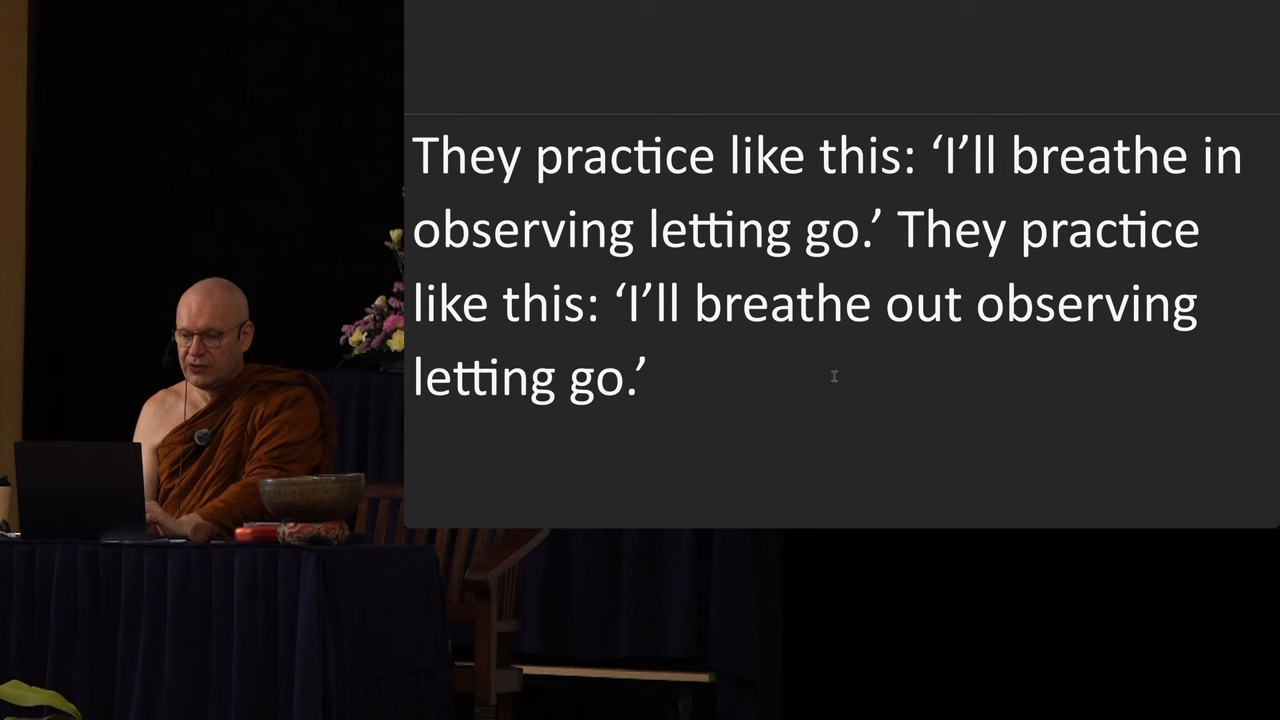 They practice like this: ‘I’ll breathe in
observing letting go.’ They practice
like this: ‘I’ll breathe out observing
letting go.’